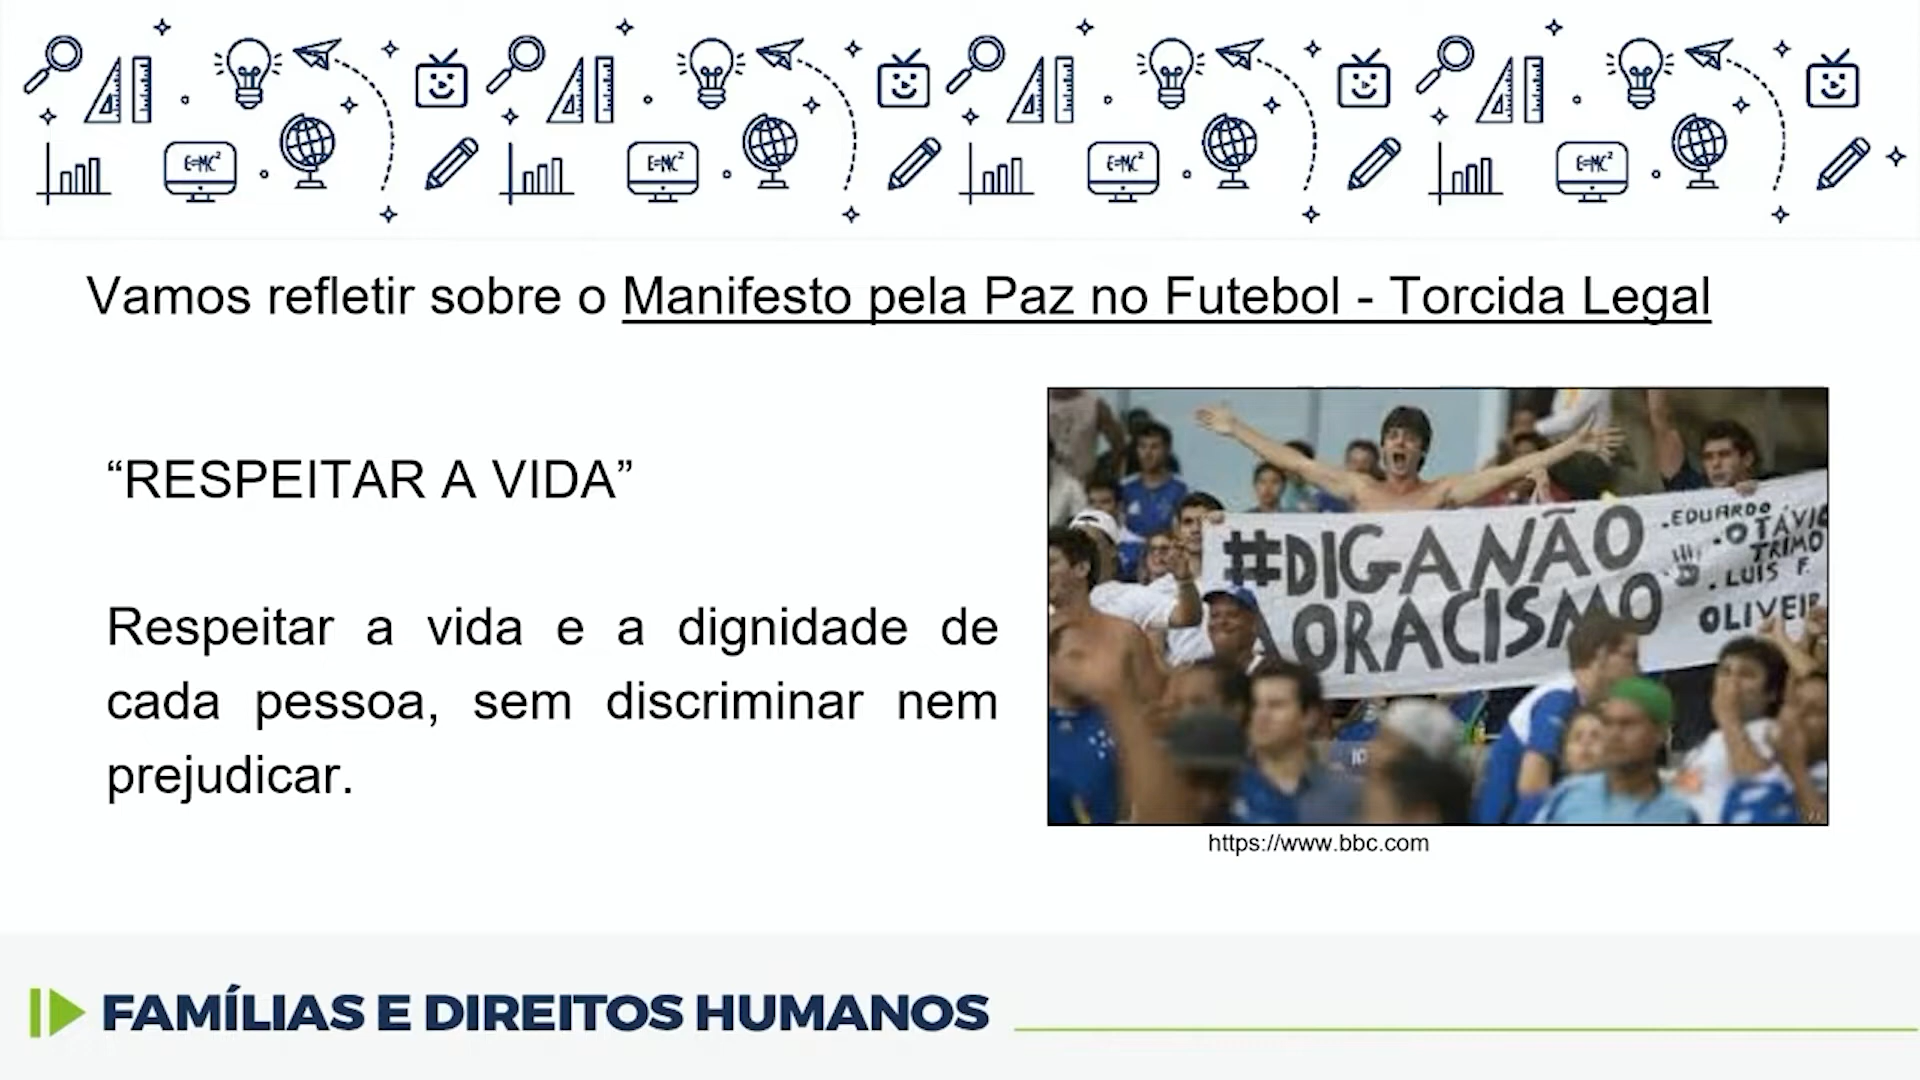 E=MC²
E=MC²
E=MC²
E=MC²
Vamos refletir sobre o Manifesto pela Paz no Futebol - Torcida Legal
“RESPEITAR A VIDA”
Respeitar a vida e a dignidade de
cada pessoa, sem discriminar nem
prejudicar.
#DIGANÃO
AORACISMO
-EDUARDO
-OTÁVIO
TRIMO
. LUIS F.
OLIVEIR
https://www.bbc.com
FAMÍLIAS E DIREITOS HUMANOS